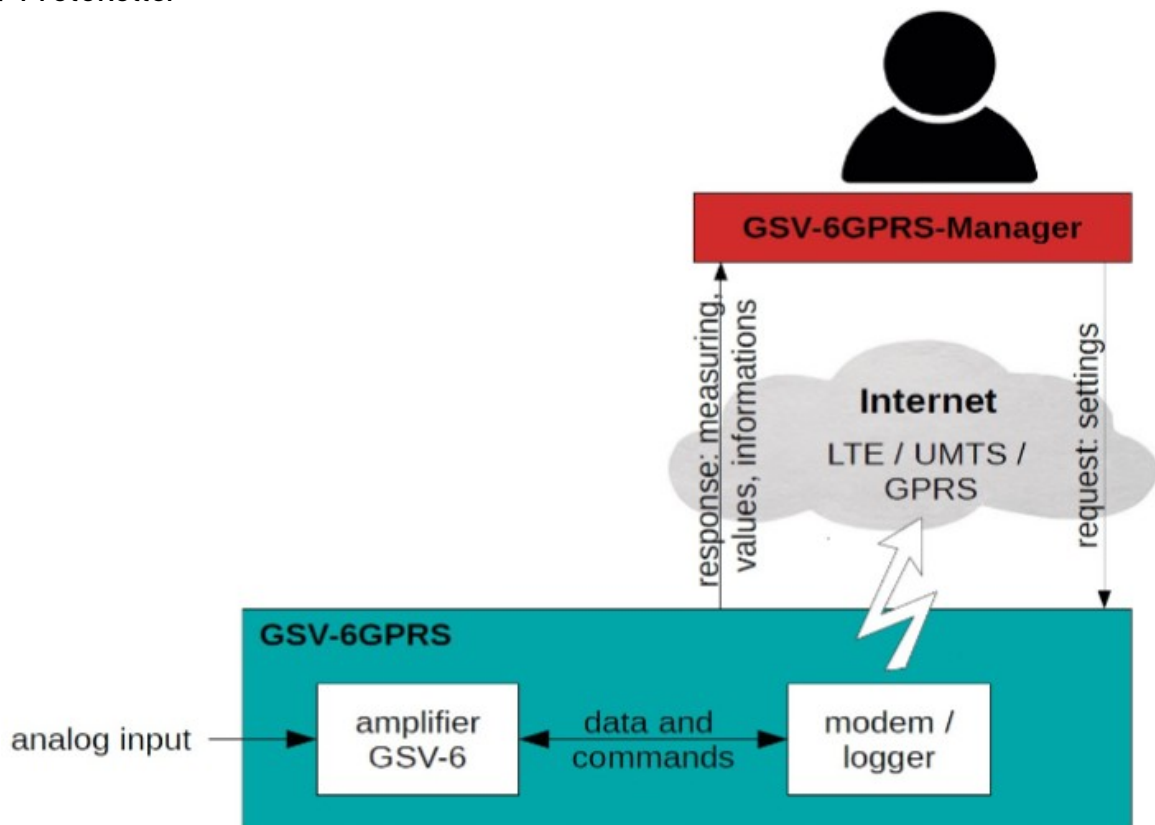 GSV-6GPRS-Manager
response: measuring,
values, informations
Internet
LTE / UMTS /
GPRS
request: settings
GSV-6GPRS
analog input
amplifier
GSV-6
data and
commands
modem /
logger